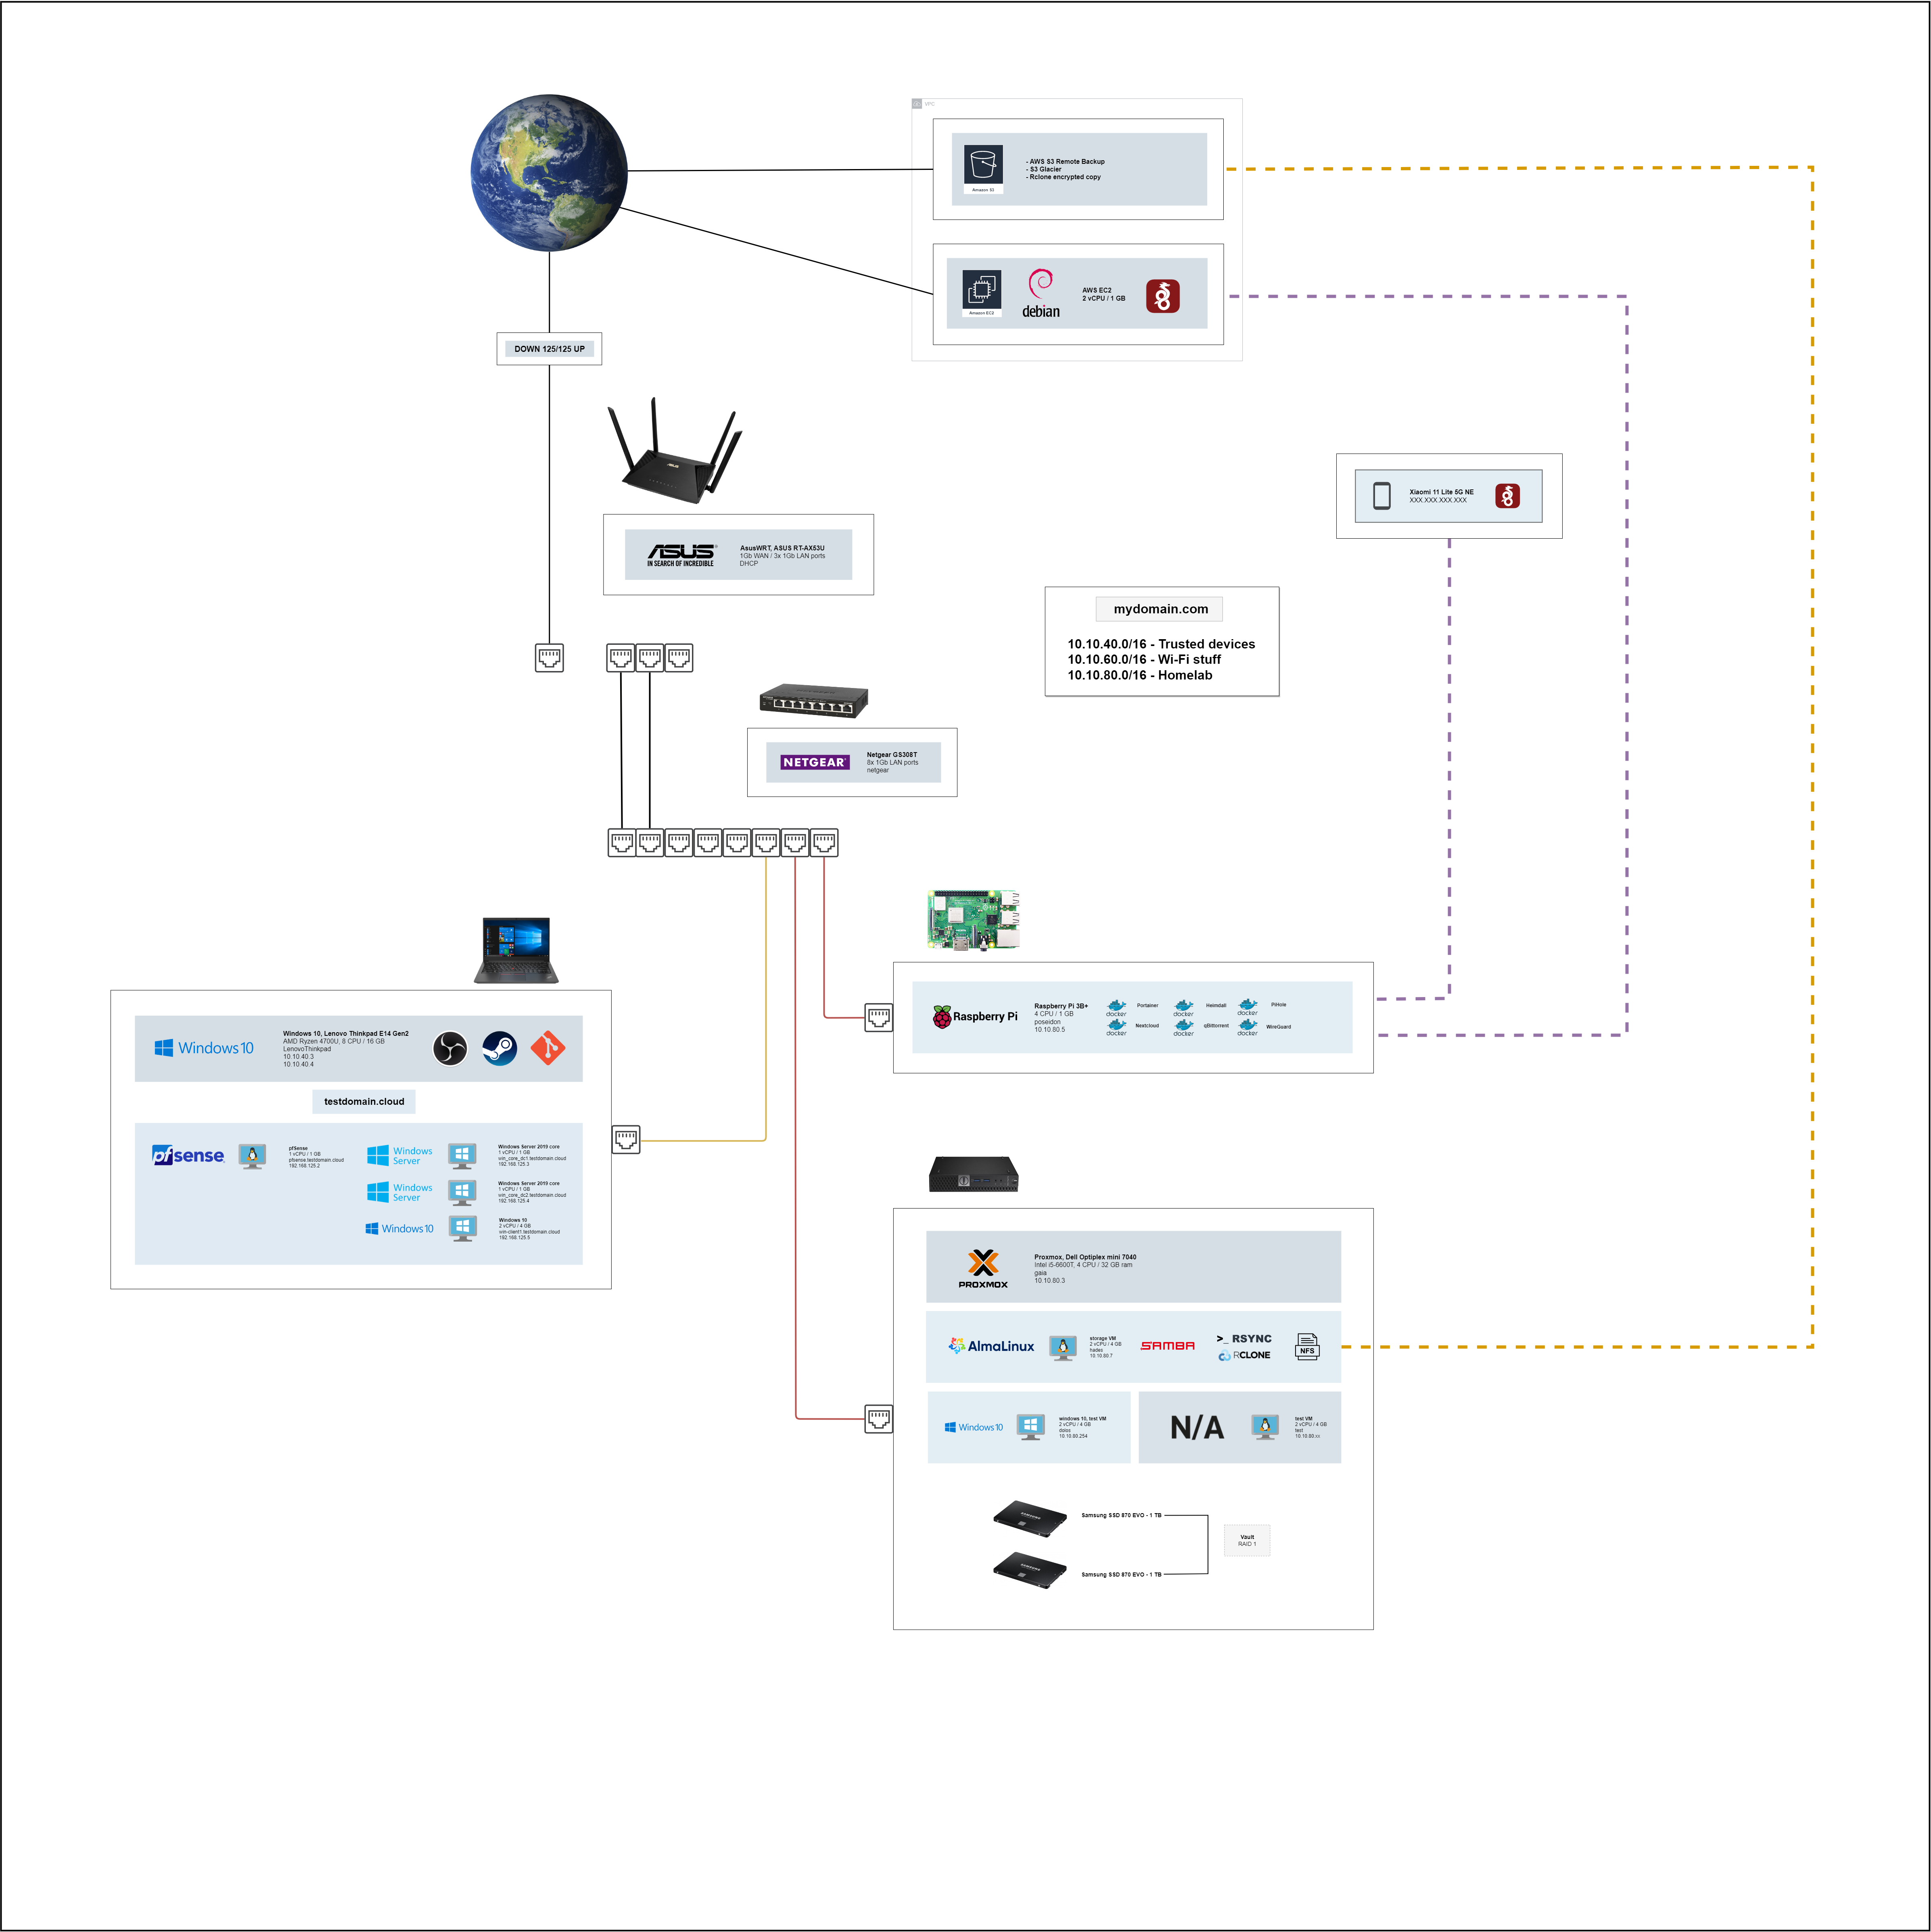 VPC
Amazon S3
- AWS S3 Remote Backup
- S3 Glacier
- Rclone encrypted copy
Amazon EC2
debian
AWS EC2
2 vCPU / 1 GB
DOWN 125/125 UP
ASUS
IN SEARCH OF INCREDIBLE
AsusWRT, ASUS RT-AX53U
1Gb WAN / 3x 1Gb LAN ports
DHCP
Xiaomi 11 Lite 5G NE
XXX.XXX.XXX.XXX
mydomain.com
10.10.40.0/16 - Trusted devices
10.10.60.0/16 - Wi-Fi stuff
10.10.80.0/16 - Homelab
NETGEAR
Netgear GS308T
8x 1Gb LAN ports
netgear
Raspberry Pi
Raspberry Pi 3B+
4 CPU / 1 GB
poseidon
10.10.80.5
docker
Portainer
docker
Heimdall
docker
PiHole
docker
Nextcloud
docker
qBittorrent
docker
WireGuard
Windows 10
Windows 10, Lenovo Thinkpad E14 Gen2
AMD Ryzen 4700U, 8 CPU / 16 GB
LenovoThinkpad
10.10.40.3
10.10.40.4
testdomain.cloud
pfsense
pfSense
1 vCPU / 1 GB
pfsense.testdomain.cloud
192.168.125.2
Windows
Server
Windows Server 2019 core
1 vCPU / 1 GB
win_core_dc1.testdomain.cloud
192.168.125.3
Windows
Server
Windows Server 2019 core
1 vCPU / 1 GB
win_core_dc2.testdomain.cloud
192.168.125.4
Windows 10
Windows 10
2 vCPU / 4 GB
win-client1.testdomain.cloud
192.168.125.5
PROXMOX
Proxmox, Dell Optiplex mini 7040
Intel i5-6600T, 4 CPU / 32 GB ram
gaia
10.10.80.3
AlmaLinux
storage VM
2 vCPU / 4 GB
hades
10.10.80.7
SAMBA
>_ RSYNC
RCLONE
NFS
Windows 10
windows 10, test VM
2 vCPU / 4 GB
dolos
10.10.80.254
N/A
test VM
2 vCPU / 4 GB
test
10.10.80.xx
Samsung SSD 870 EVO - 1 TB
Vault
RAID 1
Samsung SSD 870 EVO - 1 TB